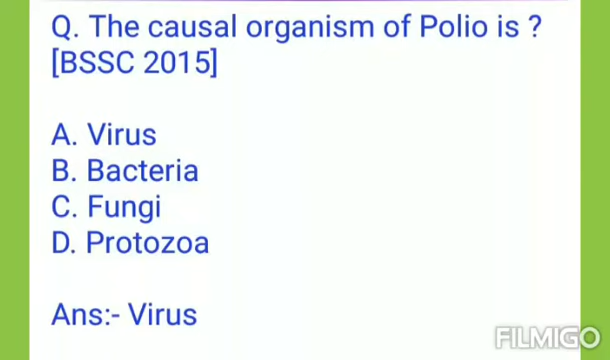 Q. The causal organism of Polio is ?
[BSSC 2015]
A. Virus
B. Bacteria
C. Fungi
D. Protozoa
Ans:- Virus
FILMIGO